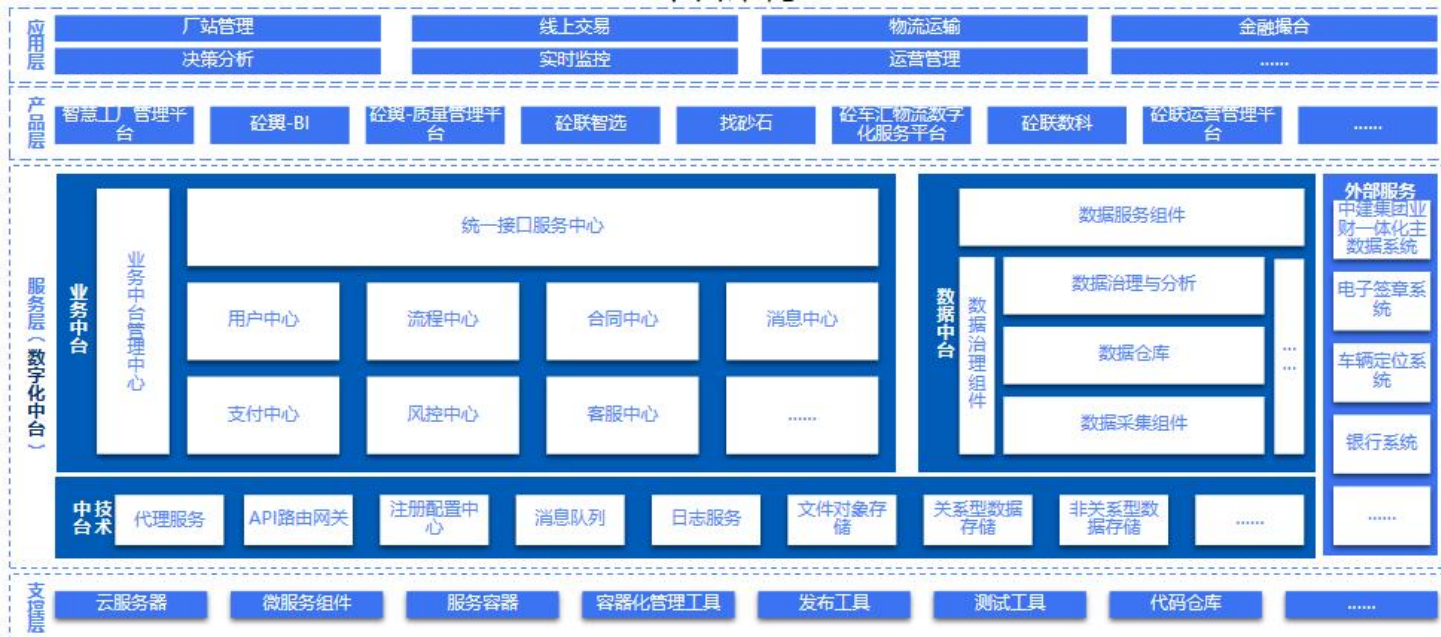 应用层
厂站管理
线上交易
物流运输
金融撮合
决策分析
实时监控
运营管理
......
产品层
智慧工厂管理平
台
砼翼-BI
砼翼-质量管理平
台
砼联智选
找砂石
砼车汇物流数字
化服务平台
砼联数科
砼联运营管理平
台
......
服务层（数字化中台）
业务中台
业务中台管理中心
统一接口服务中心
用户中心
流程中心
合同中心
消息中心
支付中心
风控中心
客服中心
......
数据中台
数据服务组件
数据治理组件
数据治理与分析
数据仓库
数据采集组件
......
外部服务
中建集团业
财一体化主
数据系统
电子签章系
统
车辆定位系
统
银行系统
......
技术中台
代理服务
API路由网关
注册配置中
心
消息队列
日志服务
文件对象存
储
关系型数据
存储
非关系型数
据存储
......
支撑层
云服务器
微服务组件
服务容器
容器化管理工具
发布工具
测试工具
代码仓库
......